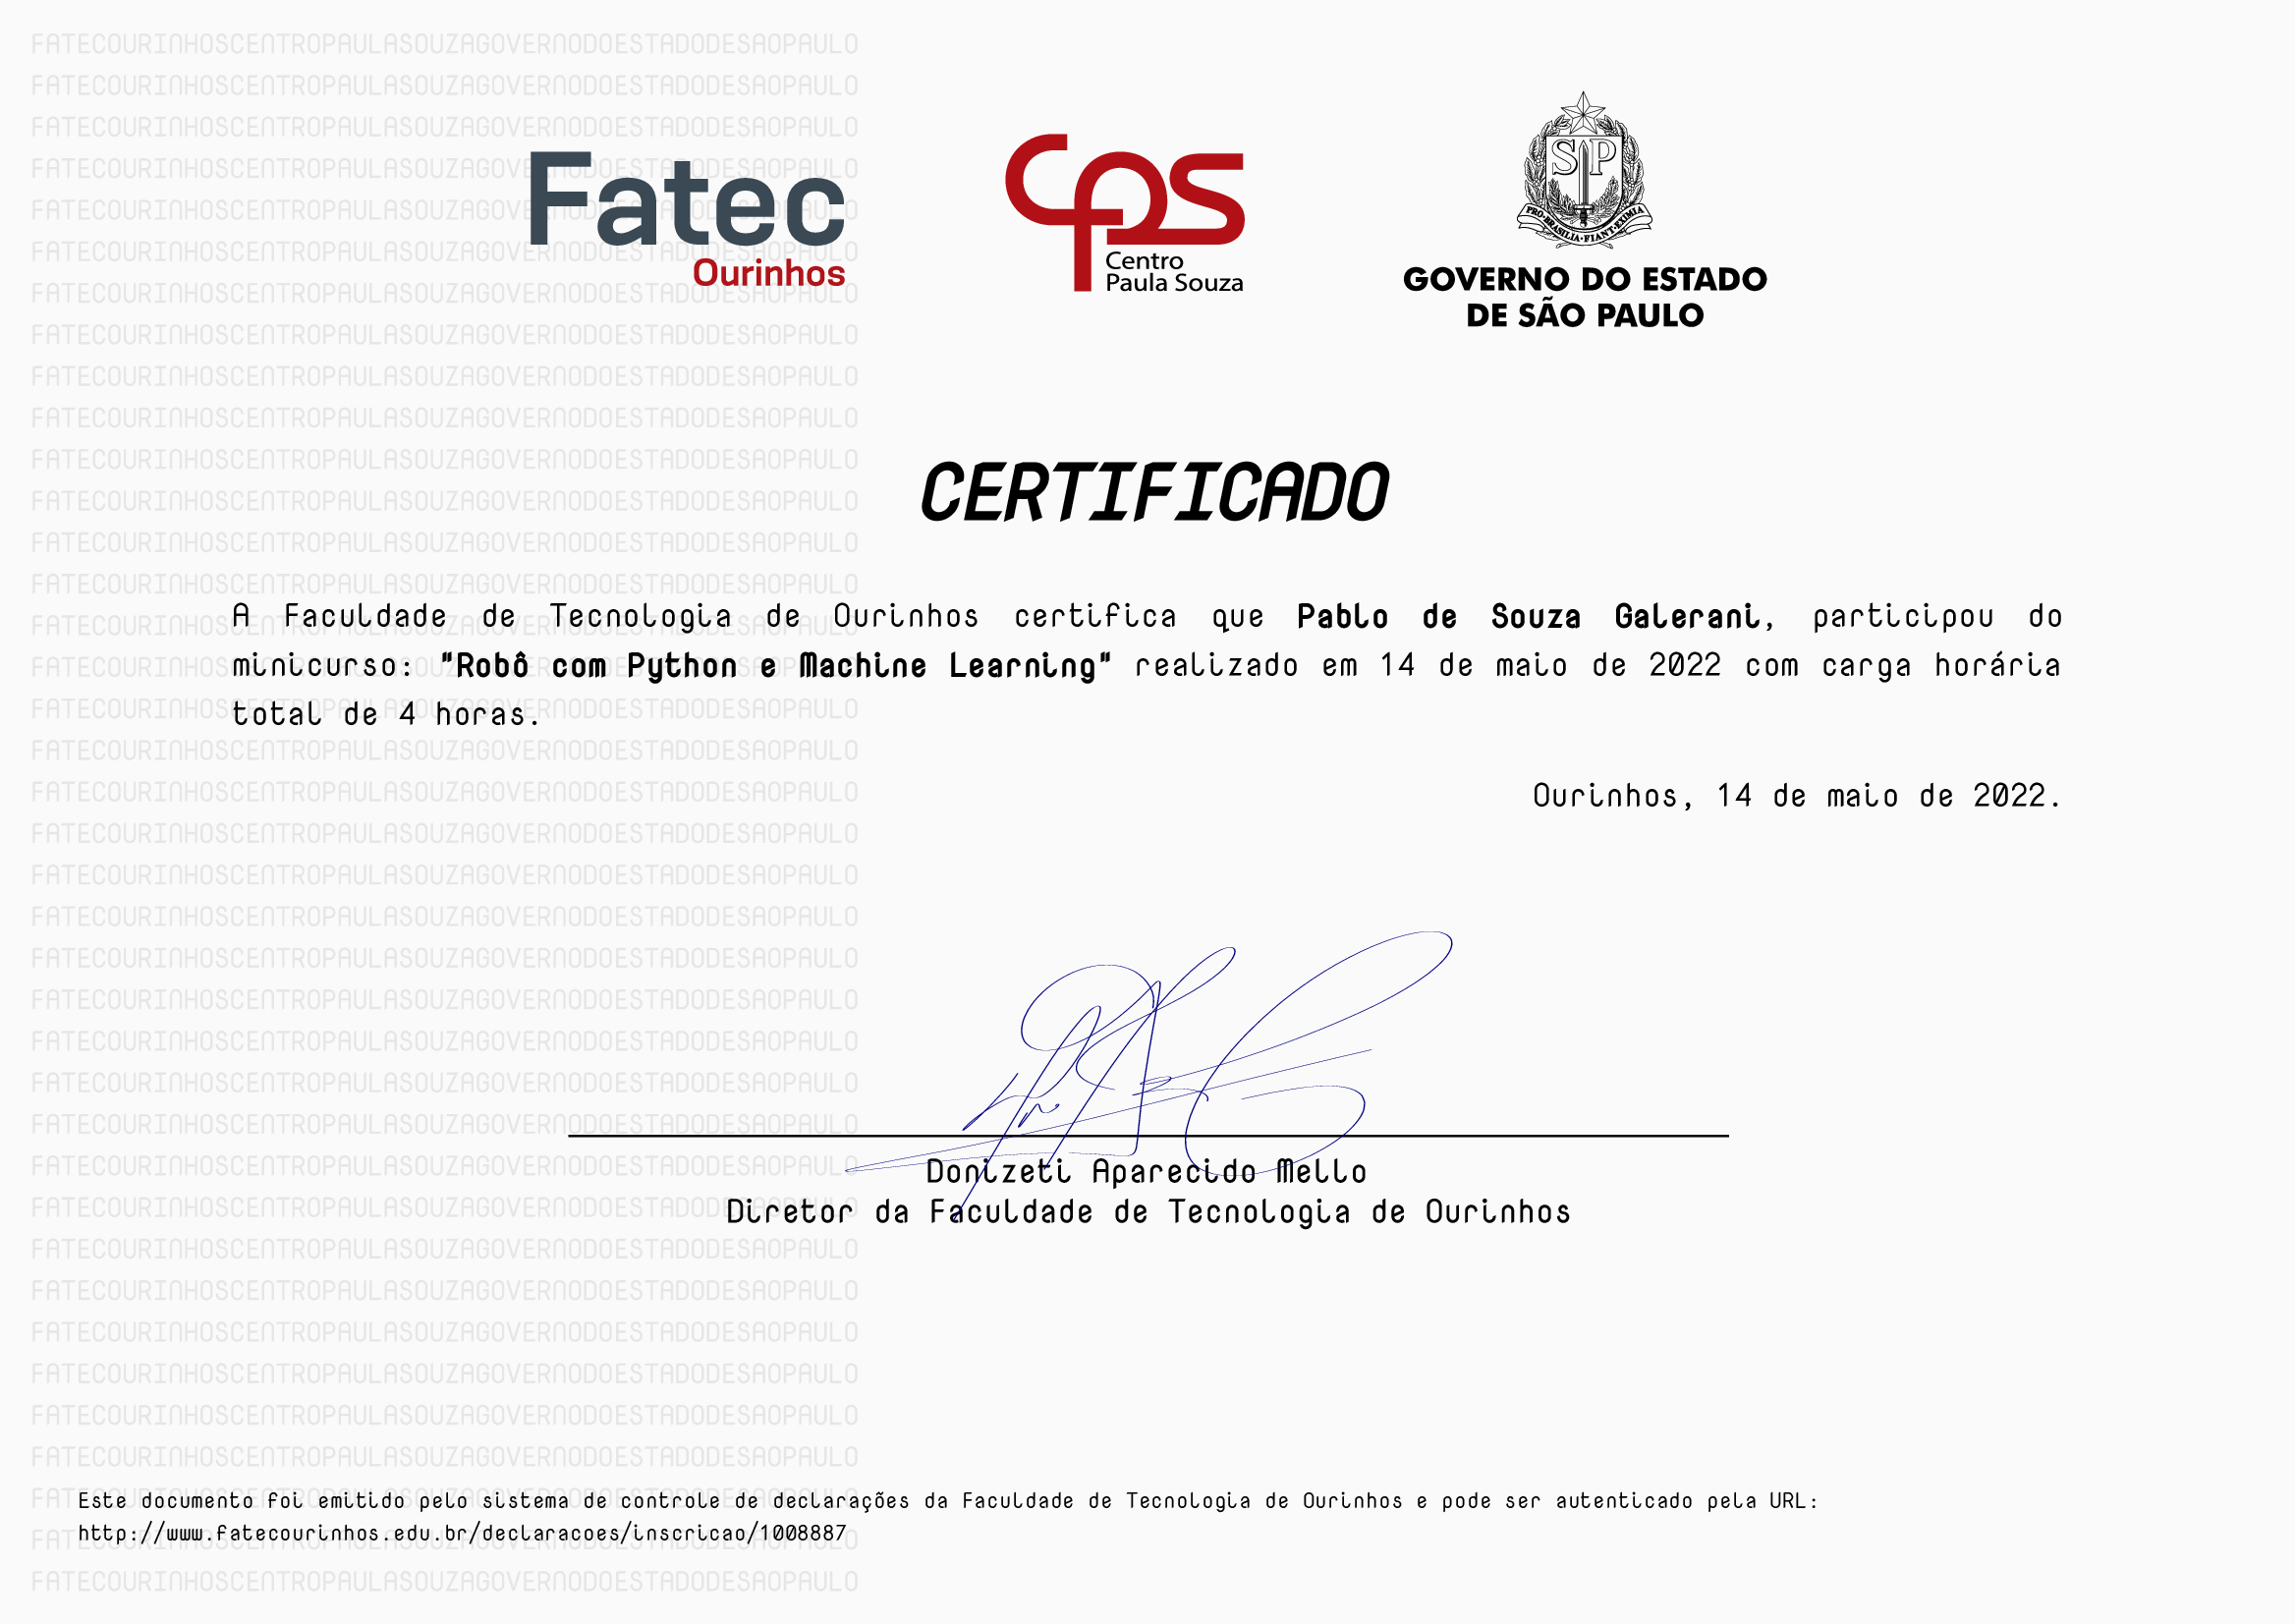 Fatec
Ourinhos
cps
Centro
Paula Souza
SP
PRO·BRASILIA·FIANT·EXIMIA
GOVERNO DO ESTADO
DE SÃO PAULO
CERTIFICADO
A Faculdade de Tecnologia de Ourinhos certifica que Pablo de Souza Galerani, participou do
minicurso: "Robô com Python e Machine Learning" realizado em 14 de maio de 2022 com carga horária
total de 4 horas.
Ourinhos, 14 de maio de 2022.
Donizeti Aparecido Mello
Diretor da Faculdade de Tecnologia de Ourinhos
Este documento foi emitido pelo sistema de controle de declarações da Faculdade de Tecnologia de Ourinhos e pode ser autenticado pela URL:
http://www.fatecourinhos.edu.br/declaracoes/inscricao/1008887
FATECOURINHOSCENTROPAULASOUZAGOVERNODOESTADODESAOPAULO